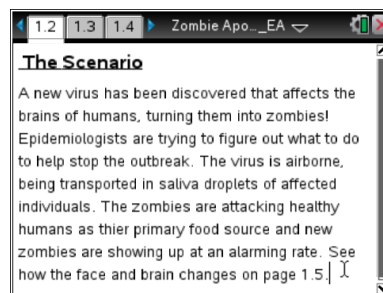 1.2 1.3 1.4 Zombie Apo..._EA
The Scenario
A new virus has been discovered that affects the
brains of humans, turning them into zombies!
Epidemiologists are trying to figure out what to do
to help stop the outbreak. The virus is airborne,
being transported in saliva droplets of affected
individuals. The zombies are attacking healthy
humans as thier primary food source and new
zombies are showing up at an alarming rate. See
how the face and brain changes on page 1.5.